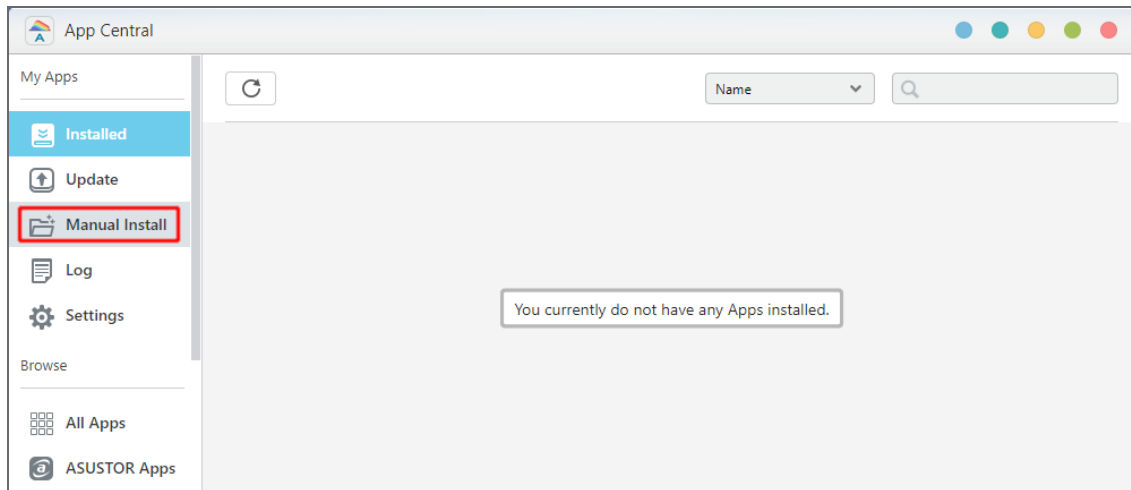 App Central
My Apps
Name
Installed
Update
Manual Install
Log
You currently do not have any Apps installed.
Settings
Browse
All Apps
ASUSTOR Apps